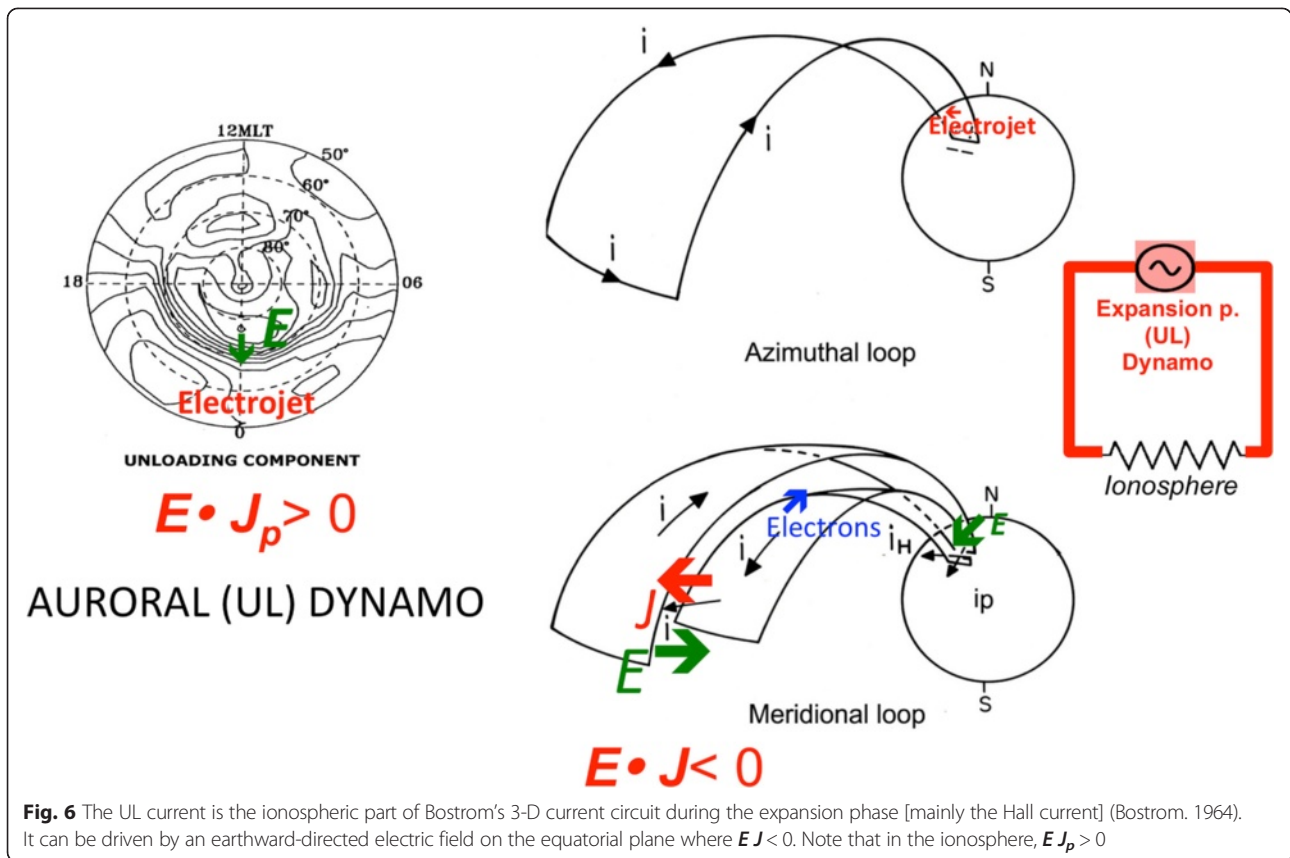 12MLT
50°
60°
70°
80°
18
06
E
Electrojet
0
UNLOADING COMPONENT
E• Jp> 0
AURORAL (UL) DYNAMO
i
i
i
N
Electrojet
S
Azimuthal loop
Expansion p.
(UL)
Dynamo
Ionosphere
i
Electrons
i
iH
N
E
ip
J
i
E
S
Meridional loop
E• J< 0
Fig. 6 The UL current is the ionospheric part of Bostrom's 3-D current circuit during the expansion phase [mainly the Hall current] (Bostrom. 1964).
It can be driven by an earthward-directed electric field on the equatorial plane where E J < 0. Note that in the ionosphere, E Jp > 0